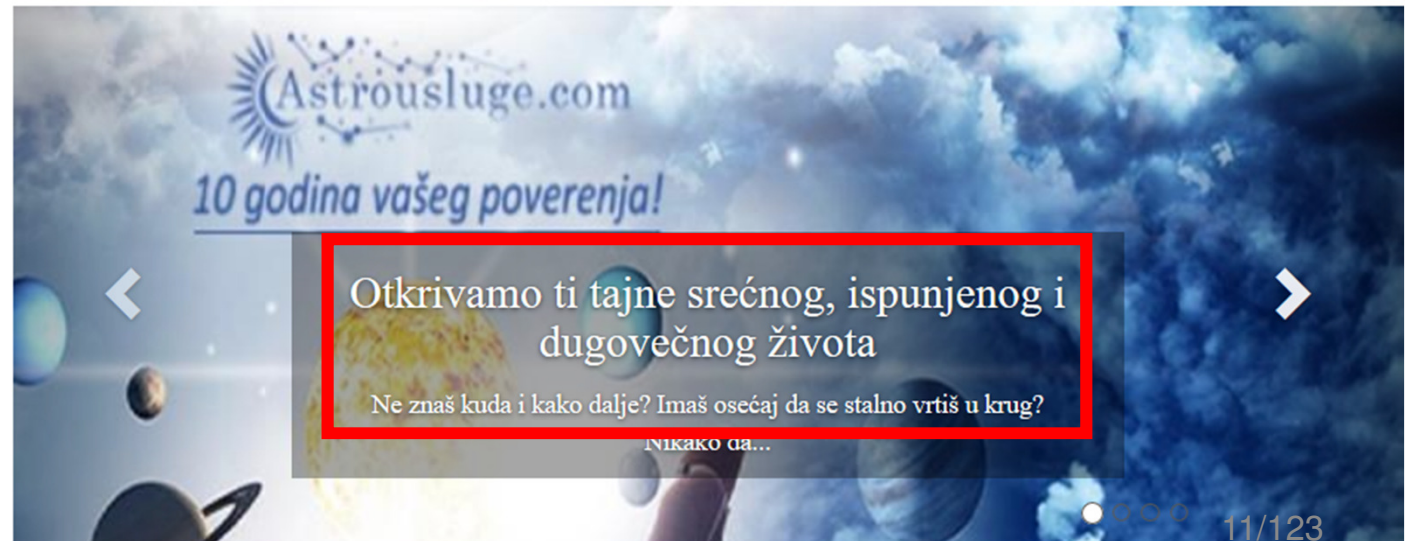 Astrousluge.com
10 godina vašeg poverenja!
Otkrivamo ti tajne srećnog, ispunjenog i
dugovečnog života
Ne znaš kuda i kako dalje? Imaš osećaj da se stalno vrtiš u krug?
Nikako da...
11/123